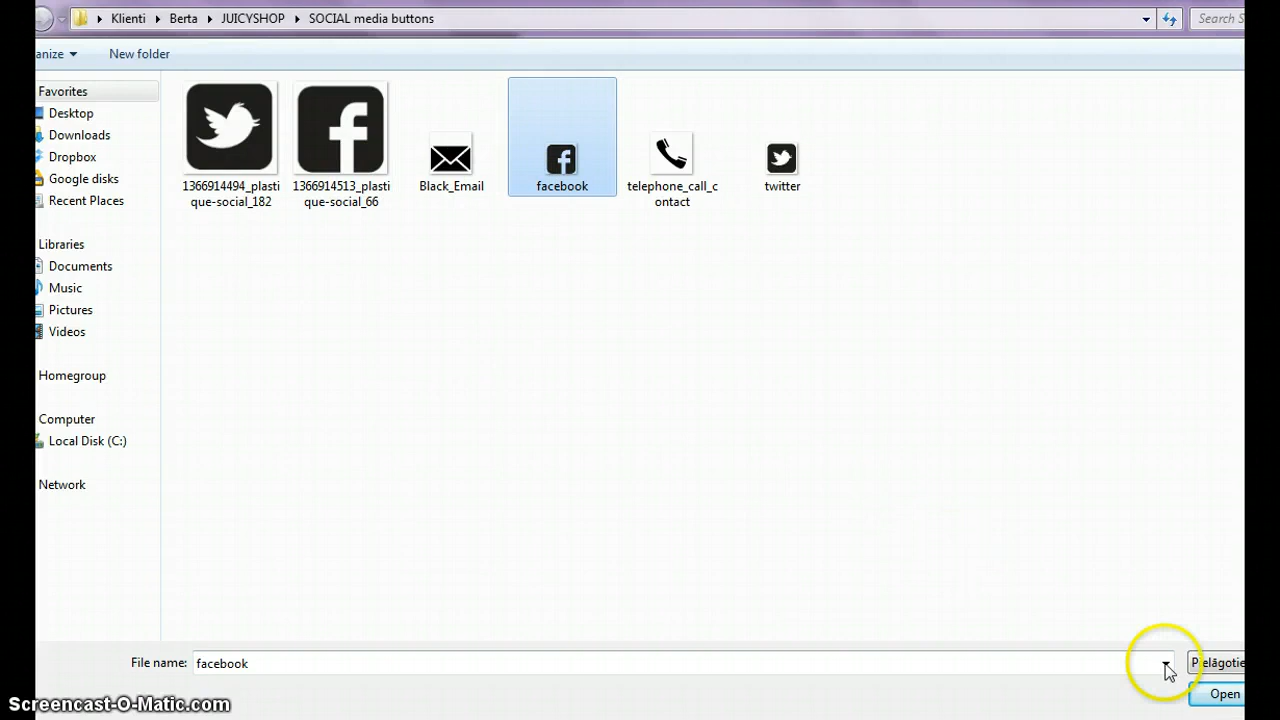 Klienti Berta JUICYSHOP SOCIAL media buttons
Search S
anize New folder
Favorites
Desktop
Downloads
Dropbox
Google disks
Recent Places
Libraries
Documents
Music
Pictures
Videos
Homegroup
Computer
Local Disk (C:)
Network
1366914494_plasti
que-social_182
1366914513_plasti
que-social_66
Black_Email
facebook
telephone_call_c
ontact
twitter
File name: facebook
Pielāgotie
Open
Screencast-O-Matic.com